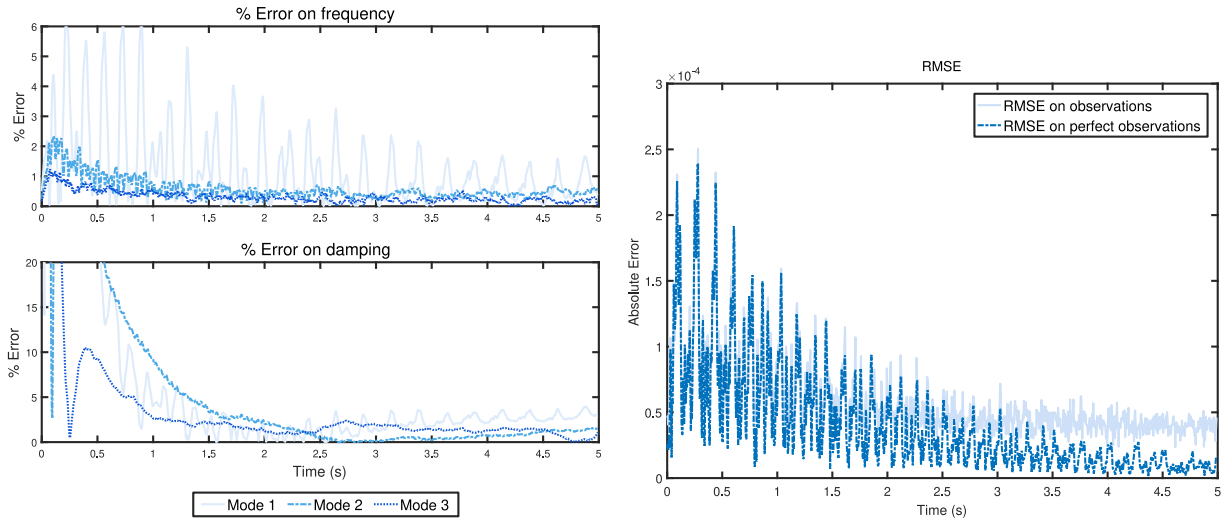 % Error on frequency
6
5
4
3
2
1
0
% Error
0 0.5 1 1.5 2 2.5 3 3.5 4 4.5 5
% Error on damping
20
15
10
5
0
% Error
0 0.5 1 1.5 2 2.5 3 3.5 4 4.5 5
Time (s)
Mode 1 Mode 2 Mode 3
RMSE
×10⁻⁴
3
2.5
2
1.5
1
0.5
0
Absolute Error
RMSE on observations
RMSE on perfect observations
0 0.5 1 1.5 2 2.5 3 3.5 4 4.5 5
Time (s)